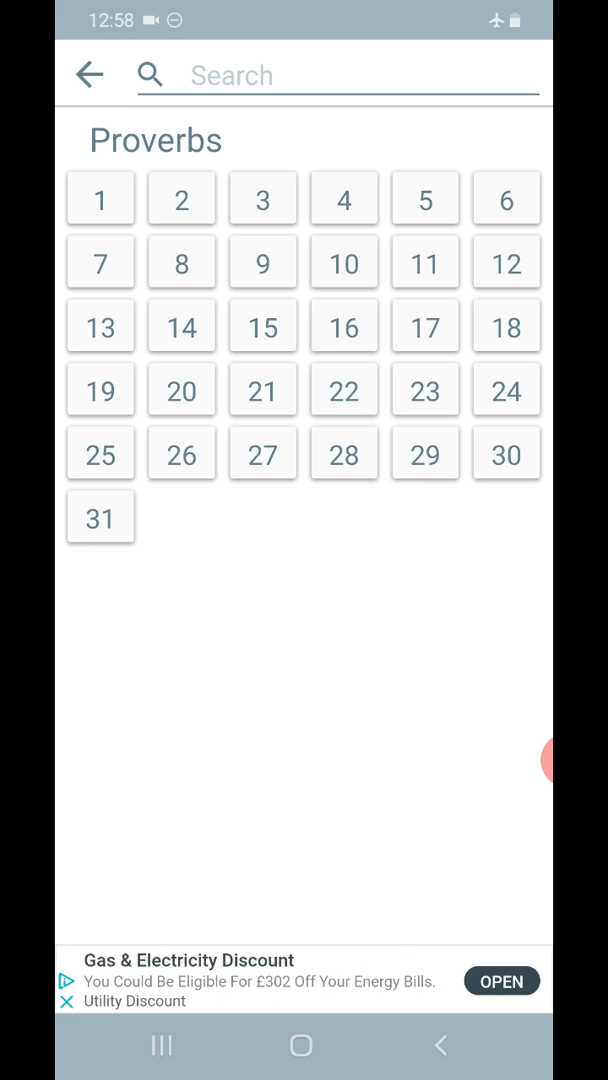 12:58
Search
Proverbs
1 2 3 4 5 6
7 8 9 10 11 12
13 14 15 16 17 18
19 20 21 22 23 24
25 26 27 28 29 30
31
Gas & Electricity Discount
You Could Be Eligible For £302 Off Your Energy Bills.
Utility Discount
OPEN